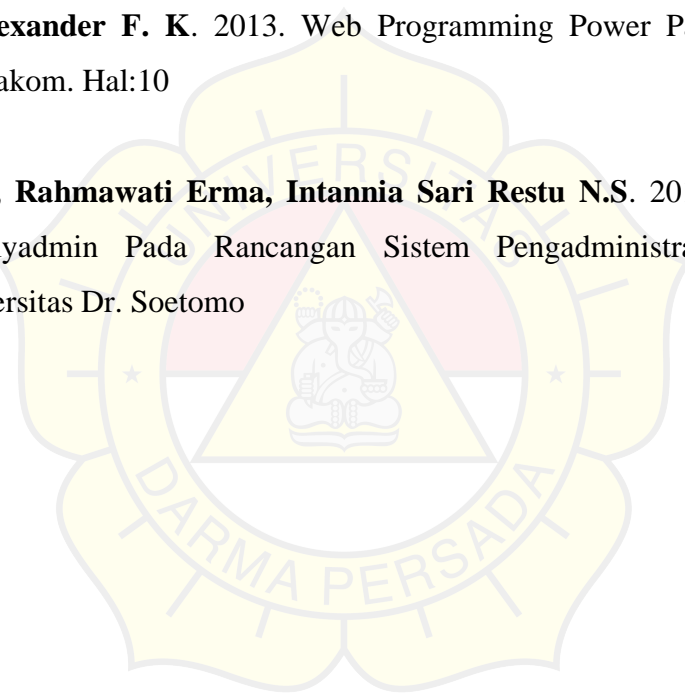 exander F. K. 2013. Web Programming Power P
akom. Hal:10
Rahmawati Erma, Intannia Sari Restu N.S. 20
yadmin Pada Rancangan Sistem Pengadministra
ersitas Dr. Soetomo
UNIVERSITAS
DARMA PERSADA